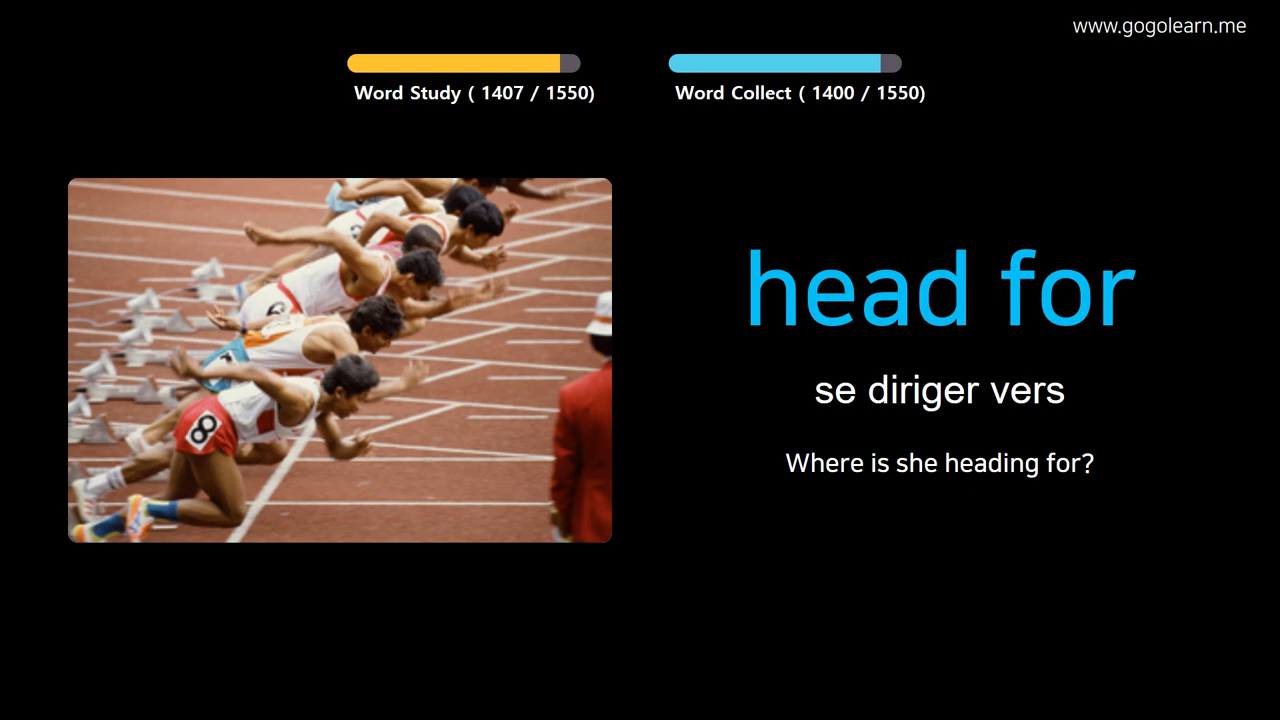 www.gogolearn.me
Word Study ( 1407 / 1550)
Word Collect ( 1400 / 1550)
head for
se diriger vers
Where is she heading for?
8